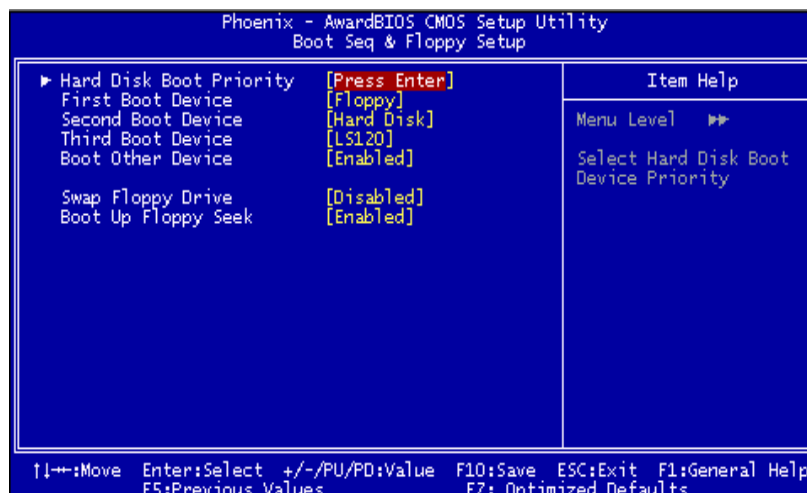 Phoenix - AwardBIOS CMOS Setup Utility
Boot Seq & Floppy Setup
Hard Disk Boot Priority [Press Enter]
First Boot Device [Floppy]
Second Boot Device [Hard Disk]
Third Boot Device [LS120]
Boot Other Device [Enabled]
Swap Floppy Drive [Disabled]
Boot Up Floppy Seek [Enabled]
Item Help
Menu Level ▶▶
Select Hard Disk Boot
Device Priority
↑↓→←:Move Enter:Select +/-/PU/PD:Value F10:Save ESC:Exit F1:General Help
F5:Previous Values F7: Optimized Defaults